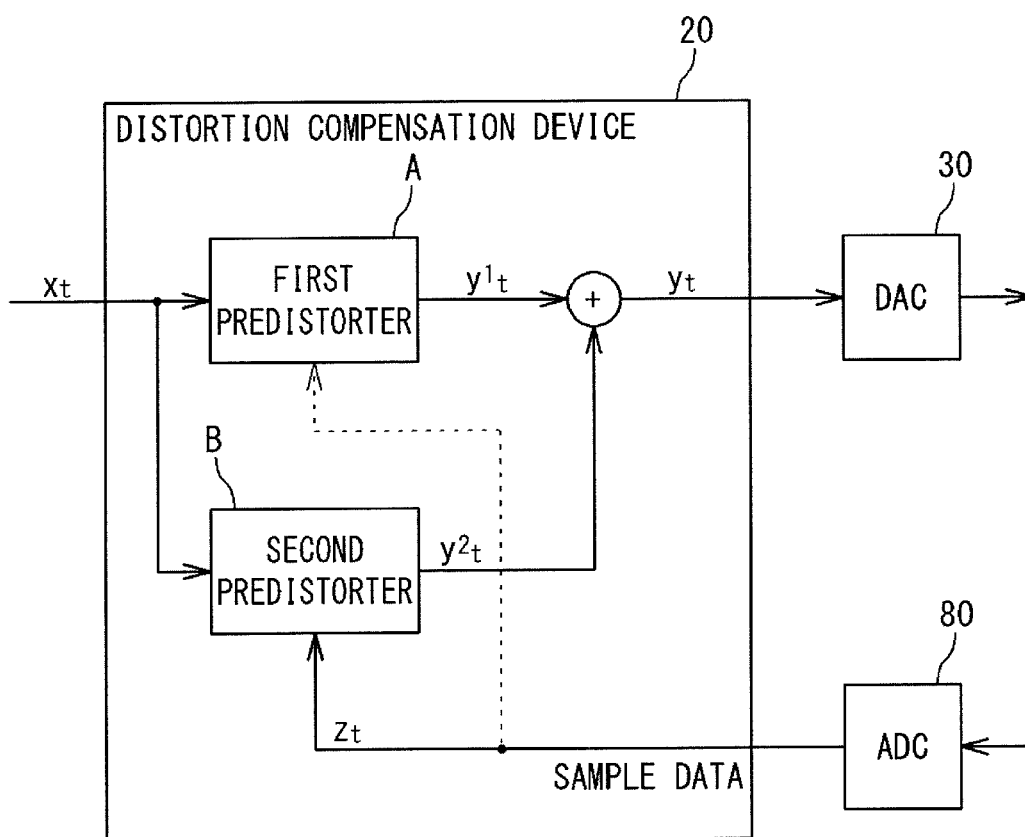 20
DISTORTION COMPENSATION DEVICE
A
30
xt
FIRST
PREDISTORTER
y1t
+
yt
DAC
B
SECOND
PREDISTORTER
y2t
80
zt
ADC
SAMPLE DATA